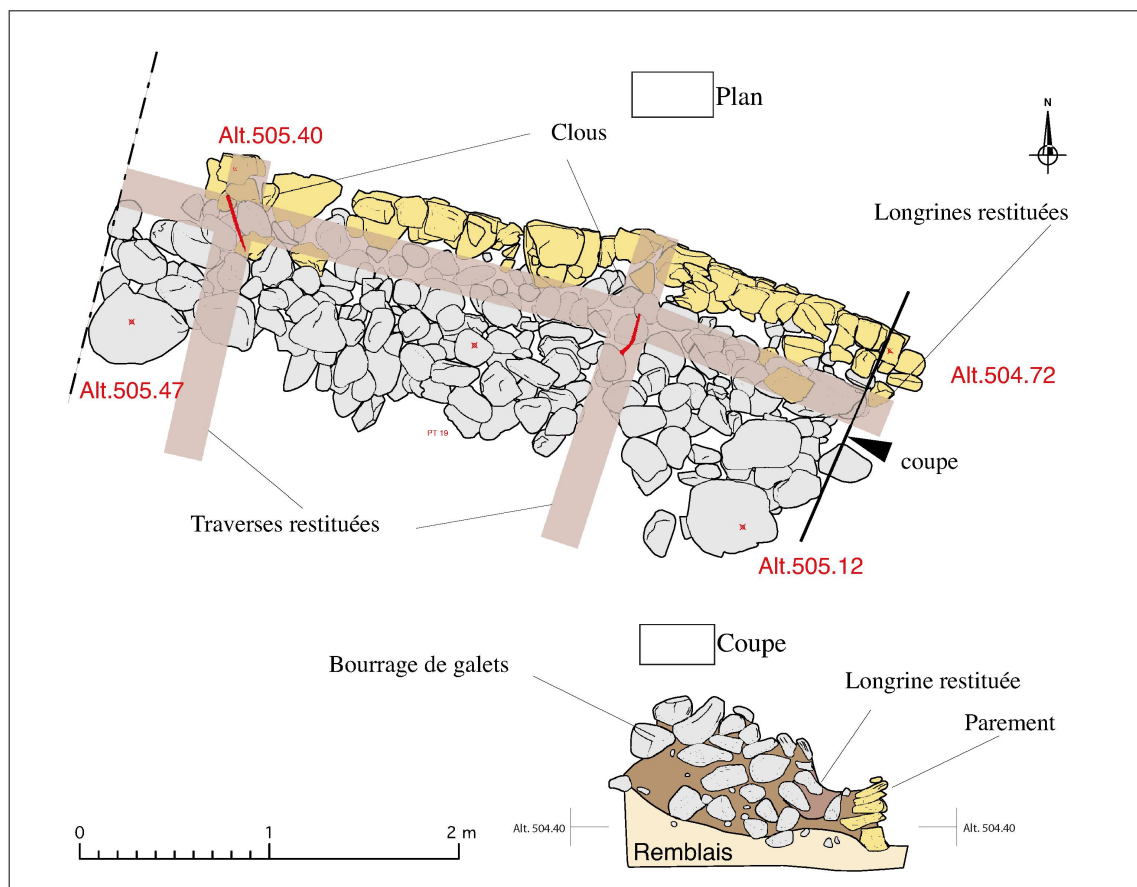 Plan
N
Clous
Alt.505.40
Longrines restituées
Alt.504.72
Alt.505.47
PT 19
coupe
Traverses restituées
Alt.505.12
Coupe
Bourrage de galets
Longrine restituée
Parement
0 1 2 m
Alt. 504.40
Alt. 504.40
Remblais